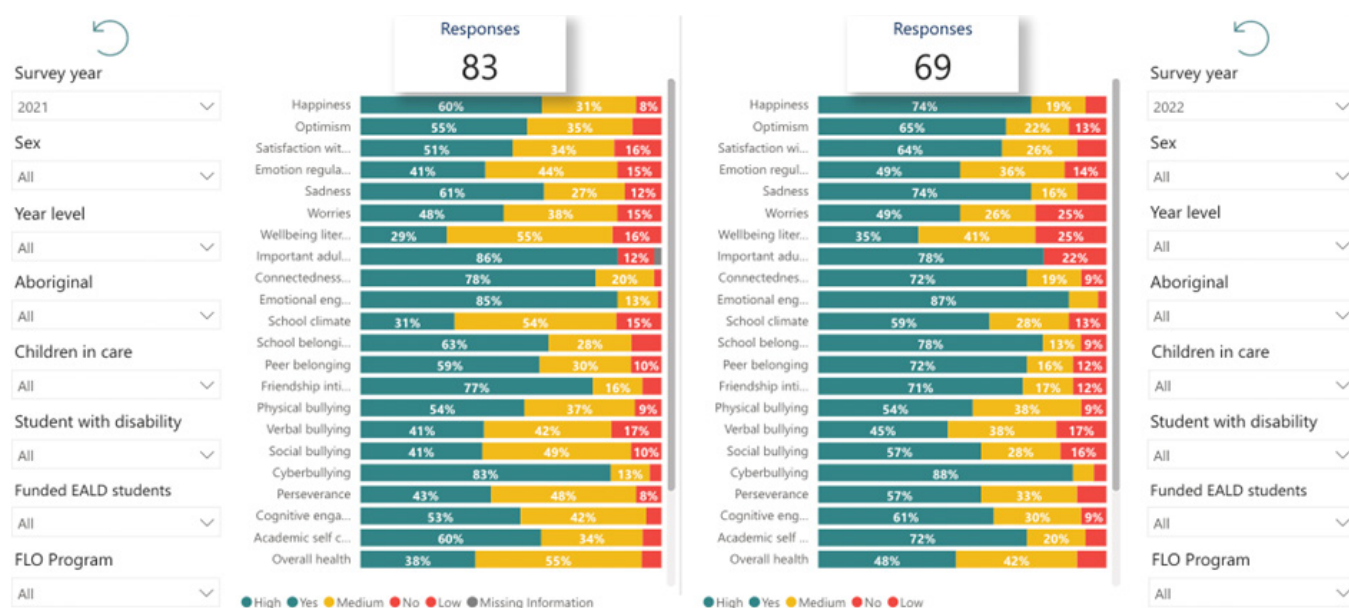 Survey year
2021
Sex
All
Year level
All
Aboriginal
All
Children in care
All
Student with disability
All
Funded EALD students
All
FLO Program
All
Responses
83
Happiness 60% 31% 8%
Optimism 55% 35%
Satisfaction wit... 51% 34% 16%
Emotion regula... 41% 44% 15%
Sadness 61% 27% 12%
Worries 48% 38% 15%
Wellbeing liter... 29% 55% 16%
Important adul... 86% 12%
Connectedness... 78% 20%
Emotional eng... 85% 13%
School climate 31% 54% 15%
School belongi... 63% 28%
Peer belonging 59% 30% 10%
Friendship inti... 77% 16%
Physical bullying 54% 37% 9%
Verbal bullying 41% 42% 17%
Social bullying 41% 49% 10%
Cyberbullying 83% 13%
Perseverance 43% 48% 8%
Cognitive enga... 53% 42%
Academic self c... 60% 34%
Overall health 38% 55%
High Yes Medium No Low Missing Information
Responses
69
Happiness 74% 19%
Optimism 65% 22% 13%
Satisfaction wi... 64% 26%
Emotion regul... 49% 36% 14%
Sadness 74% 16%
Worries 49% 26% 25%
Wellbeing liter... 35% 41% 25%
Important adu... 78% 22%
Connectednes... 72% 19% 9%
Emotional eng... 87%
School climate 59% 28% 13%
School belong... 78% 13% 9%
Peer belonging 72% 16% 12%
Friendship inti... 71% 17% 12%
Physical bullying 54% 38% 9%
Verbal bullying 45% 38% 17%
Social bullying 57% 28% 16%
Cyberbullying 88%
Perseverance 57% 33%
Cognitive eng... 61% 30% 9%
Academic self ... 72% 20%
Overall health 48% 42%
High Yes Medium No Low
Survey year
2022
Sex
All
Year level
All
Aboriginal
All
Children in care
All
Student with disability
All
Funded EALD students
All
FLO Program
All